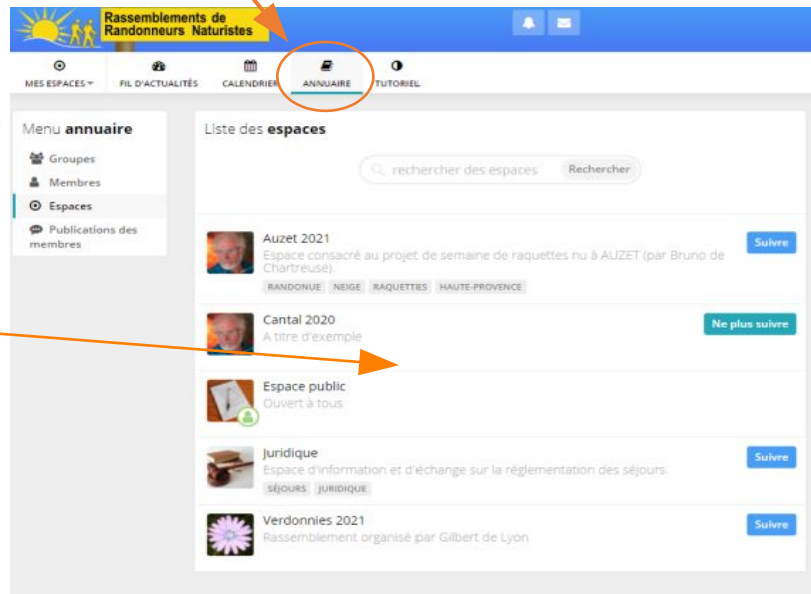 Rassemblements de
Randonneurs Naturistes
MES ESPACES
FIL D'ACTUALITÉS
CALENDRIER
ANNUAIRE
TUTORIEL
Menu annuaire
Groupes
Membres
Espaces
Publications des
membres
Liste des espaces
rechercher des espaces
Rechercher
Auzet 2021
Suivre
Espace consacré au projet de semaine de raquettes nu à AUZET (par Bruno de
Chartreuse).
RANDONUE NEIGE RAQUETTES HAUTE-PROVENCE
Cantal 2020
Ne plus suivre
A titre d'exemple
Espace public
Ouvert à tous
Juridique
Suivre
Espace d'information et d'échange sur la réglementation des séjours.
SÉJOURS JURIDIQUE
Verdonnies 2021
Suivre
Rassemblement organisé par Gilbert de Lyon